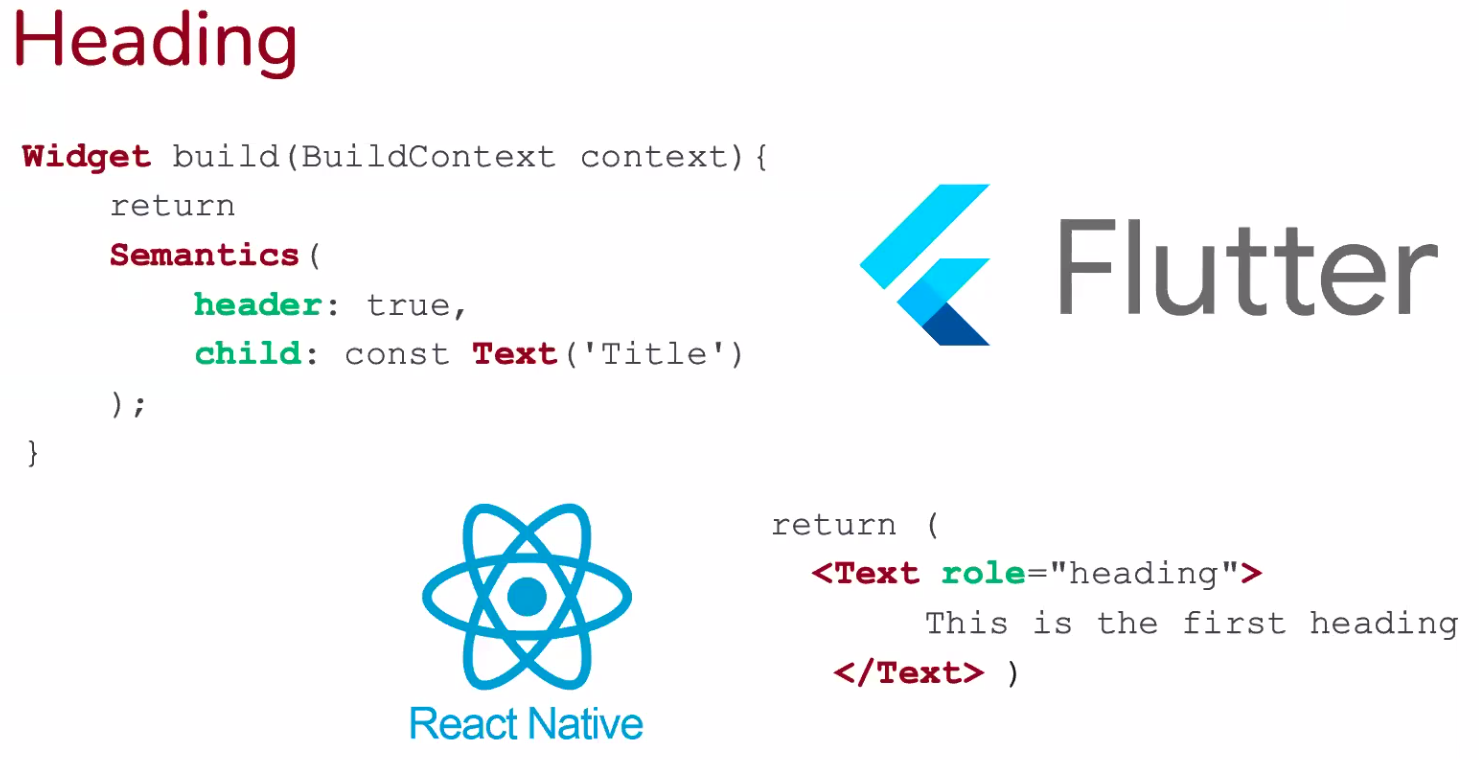 Heading
Widget build(BuildContext context){
return
Semantics(
header: true,
child: const Text('Title')
);
}
Flutter
React Native
return (
<Text role="heading">
This is the first heading
</Text> )